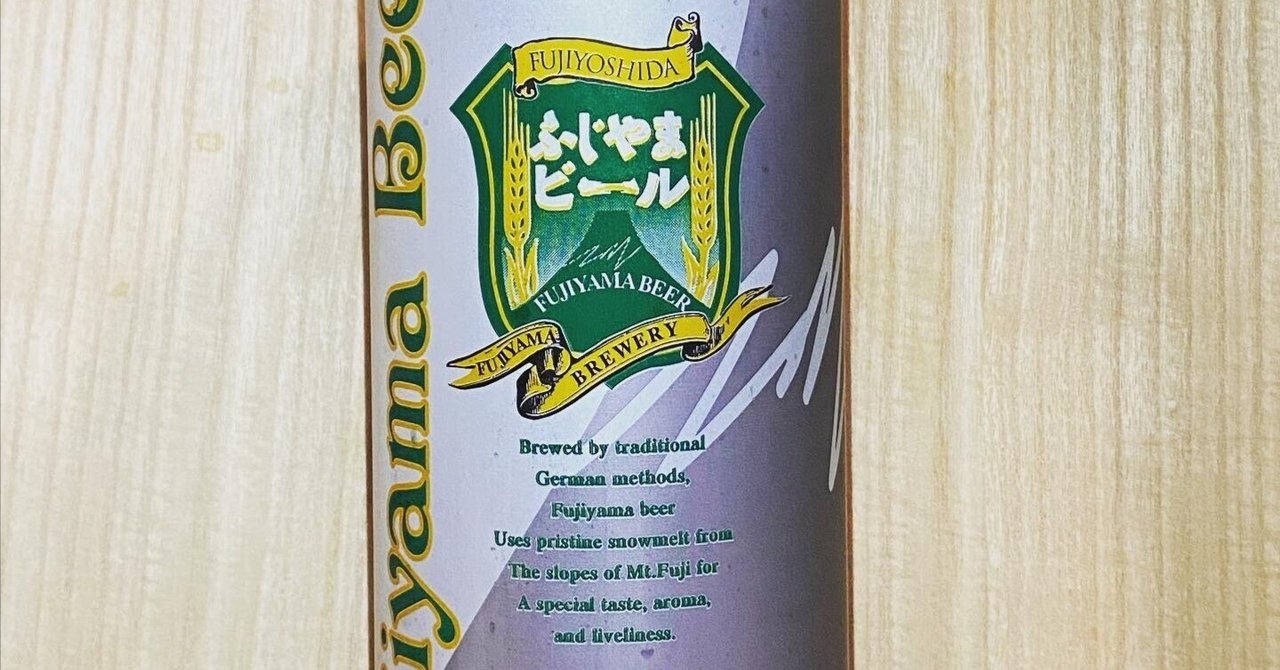 FUJIYOSHIDA
ふじやま
ビール
FUJIYAMA BEER
FUJIYAMA BREWERY
Brewed by traditional
German methods,
Fujiyama beer
Uses pristine snowmelt from
The slopes of Mt.Fuji for
A special taste, aroma,
and liveliness.
iyama Bee